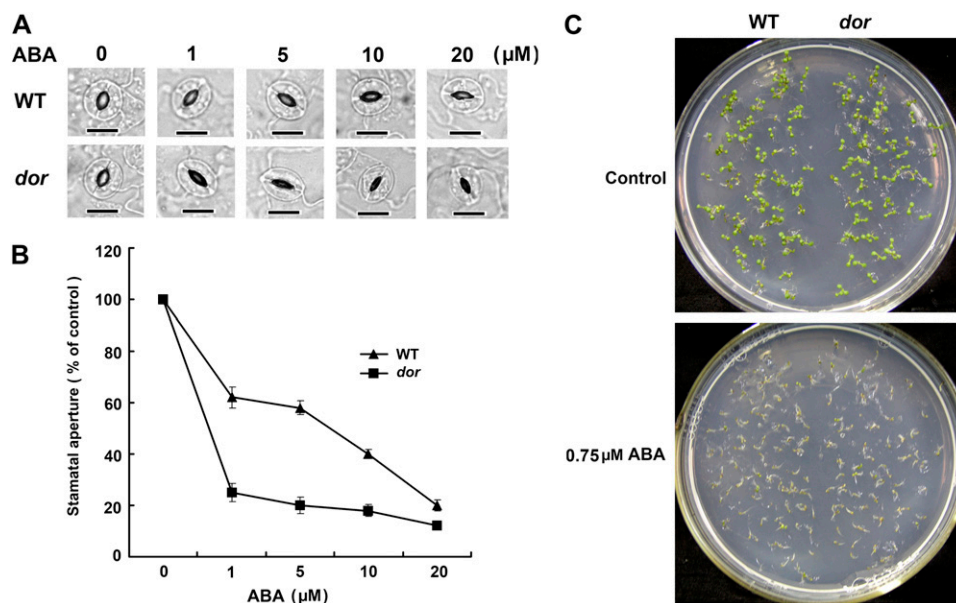 A
ABA 0 1 5 10 20 (μM)
WT
dor
B
Stamatal aperture ( % of control )
120
100
80
60
40
20
0
WT
dor
0 1 5 10 20
ABA (μM)
C
WT dor
Control
0.75μM ABA